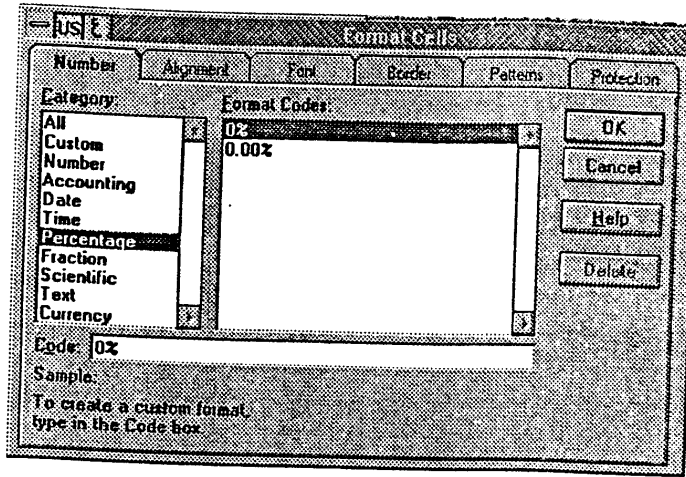 US Format Cells
Number Alignment Font Border Patterns Protection
Category:
All
Custom
Number
Accounting
Date
Time
Percentage
Fraction
Scientific
Text
Currency
Format Codes:
0%
0.00%
OK
Cancel
Help
Delete
Code: 0%
Sample:
To create a custom format,
type in the Code box.